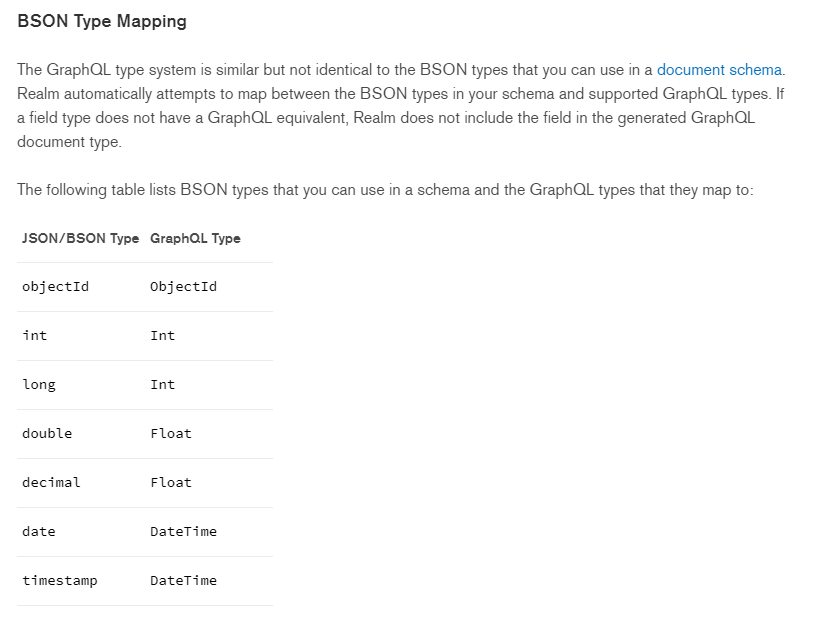 BSON Type Mapping
The GraphQL type system is similar but not identical to the BSON types that you can use in a document schema.
Realm automatically attempts to map between the BSON types in your schema and supported GraphQL types. If
a field type does not have a GraphQL equivalent, Realm does not include the field in the generated GraphQL
document type.
The following table lists BSON types that you can use in a schema and the GraphQL types that they map to:
JSON/BSON Type GraphQL Type
objectId ObjectId
int Int
long Int
double Float
decimal Float
date DateTime
timestamp DateTime